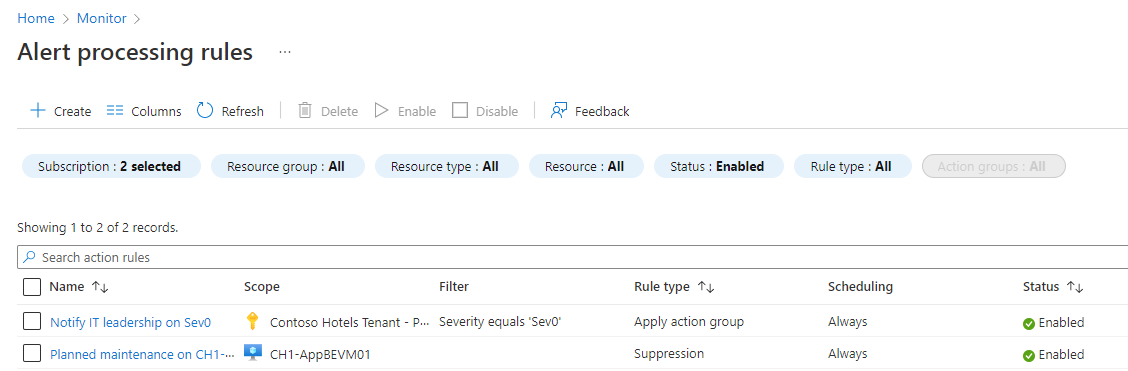 Home > Monitor >
Alert processing rules ...
Create Columns Refresh Delete Enable Disable Feedback
Subscription : 2 selected Resource group : All Resource type : All Resource : All Status : Enabled Rule type : All Action groups : All
Showing 1 to 2 of 2 records.
Search action rules
Name ↑↓ Scope Filter Rule type ↑↓ Scheduling Status ↑↓
Notify IT leadership on Sev0 Contoso Hotels Tenant - P... Severity equals 'Sev0' Apply action group Always Enabled
Planned maintenance on CH1-... CH1-AppBEVM01 Suppression Always Enabled